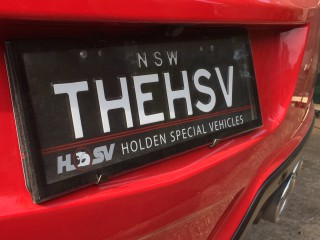 NSW
THEHSV
HSV HOLDEN SPECIAL VEHICLES